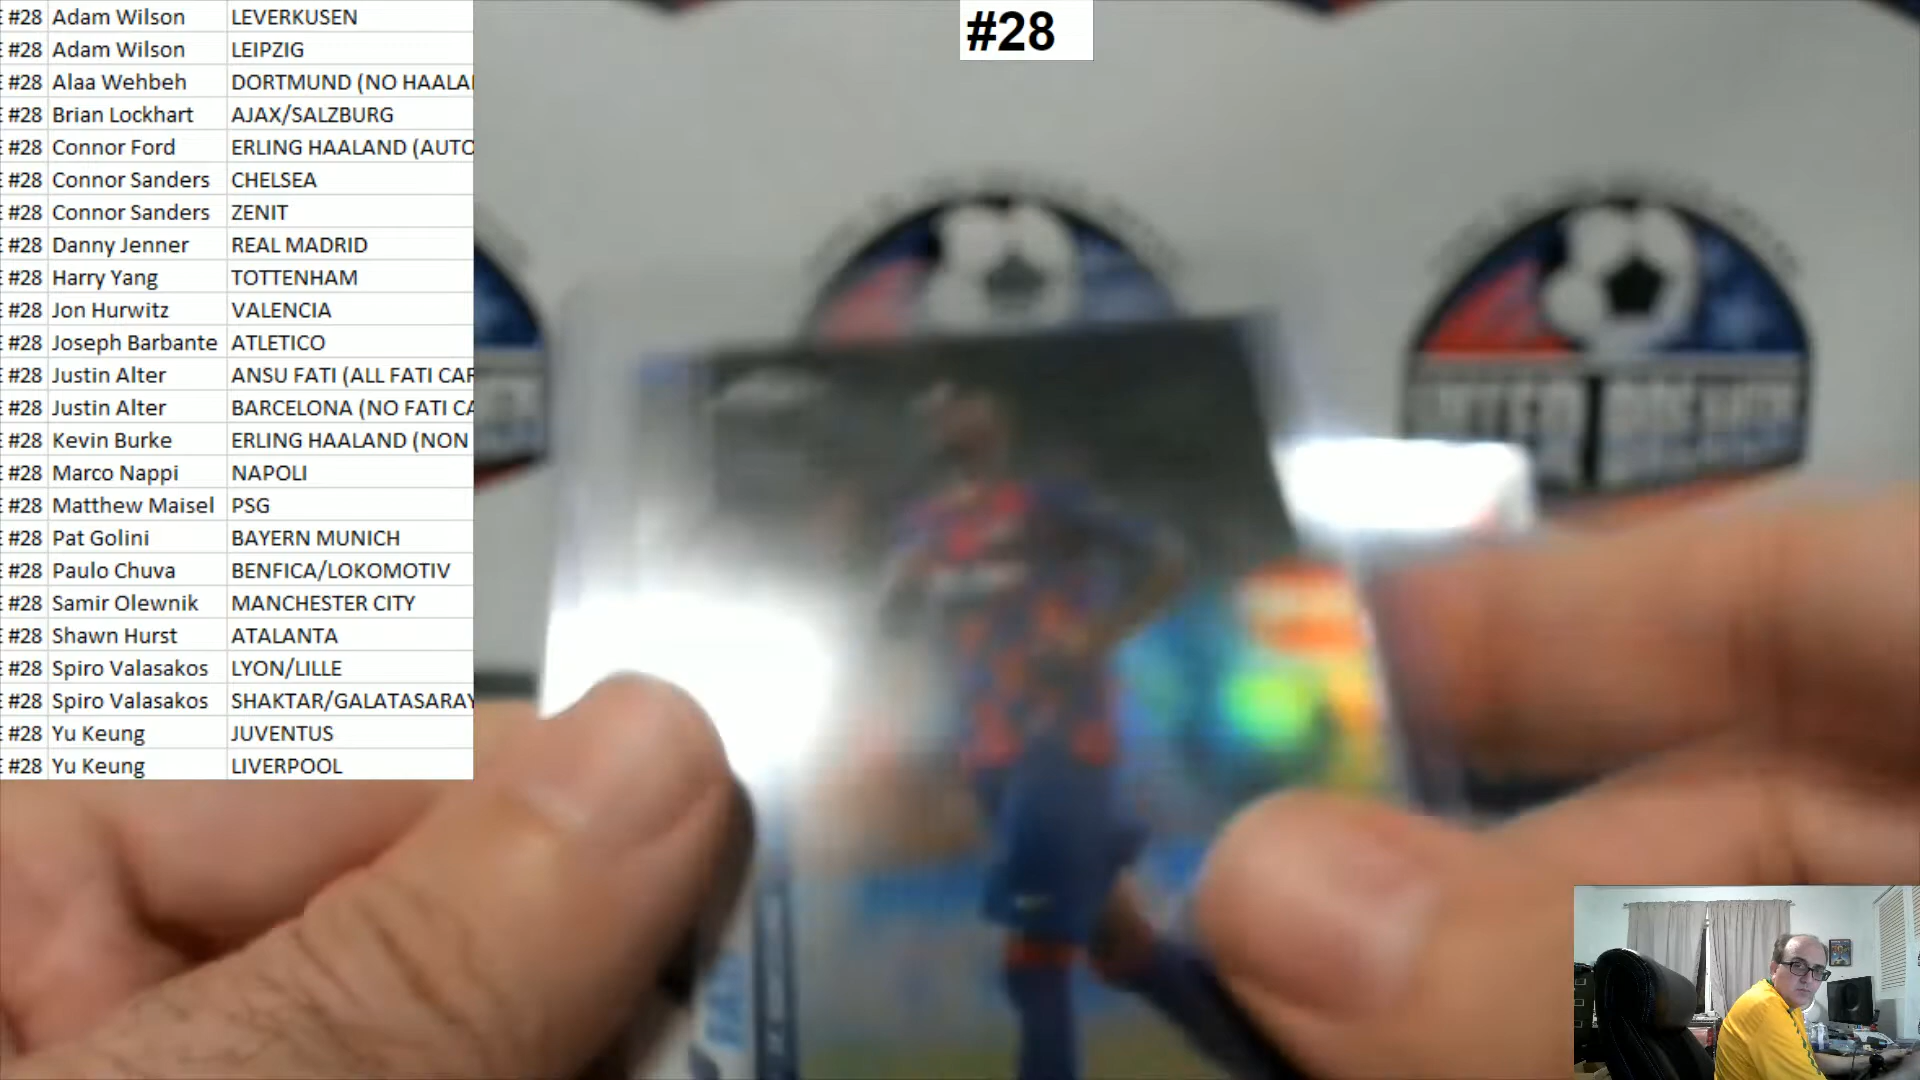 #28
E #28 Adam Wilson LEVERKUSEN
E #28 Adam Wilson LEIPZIG
E #28 Alaa Wehbeh DORTMUND (NO HAALA
E #28 Brian Lockhart AJAX/SALZBURG
E #28 Connor Ford ERLING HAALAND (AUTO
E #28 Connor Sanders CHELSEA
E #28 Connor Sanders ZENIT
E #28 Danny Jenner REAL MADRID
E #28 Harry Yang TOTTENHAM
E #28 Jon Hurwitz VALENCIA
E #28 Joseph Barbante ATLETICO
E #28 Justin Alter ANSU FATI (ALL FATI CAR
E #28 Justin Alter BARCELONA (NO FATI CA
E #28 Kevin Burke ERLING HAALAND (NON
E #28 Marco Nappi NAPOLI
E #28 Matthew Maisel PSG
E #28 Pat Golini BAYERN MUNICH
E #28 Paulo Chuva BENFICA/LOKOMOTIV
E #28 Samir Olewnik MANCHESTER CITY
E #28 Shawn Hurst ATALANTA
E #28 Spiro Valasakos LYON/LILLE
E #28 Spiro Valasakos SHAKTAR/GALATASARAY
E #28 Yu Keung JUVENTUS
E #28 Yu Keung LIVERPOOL